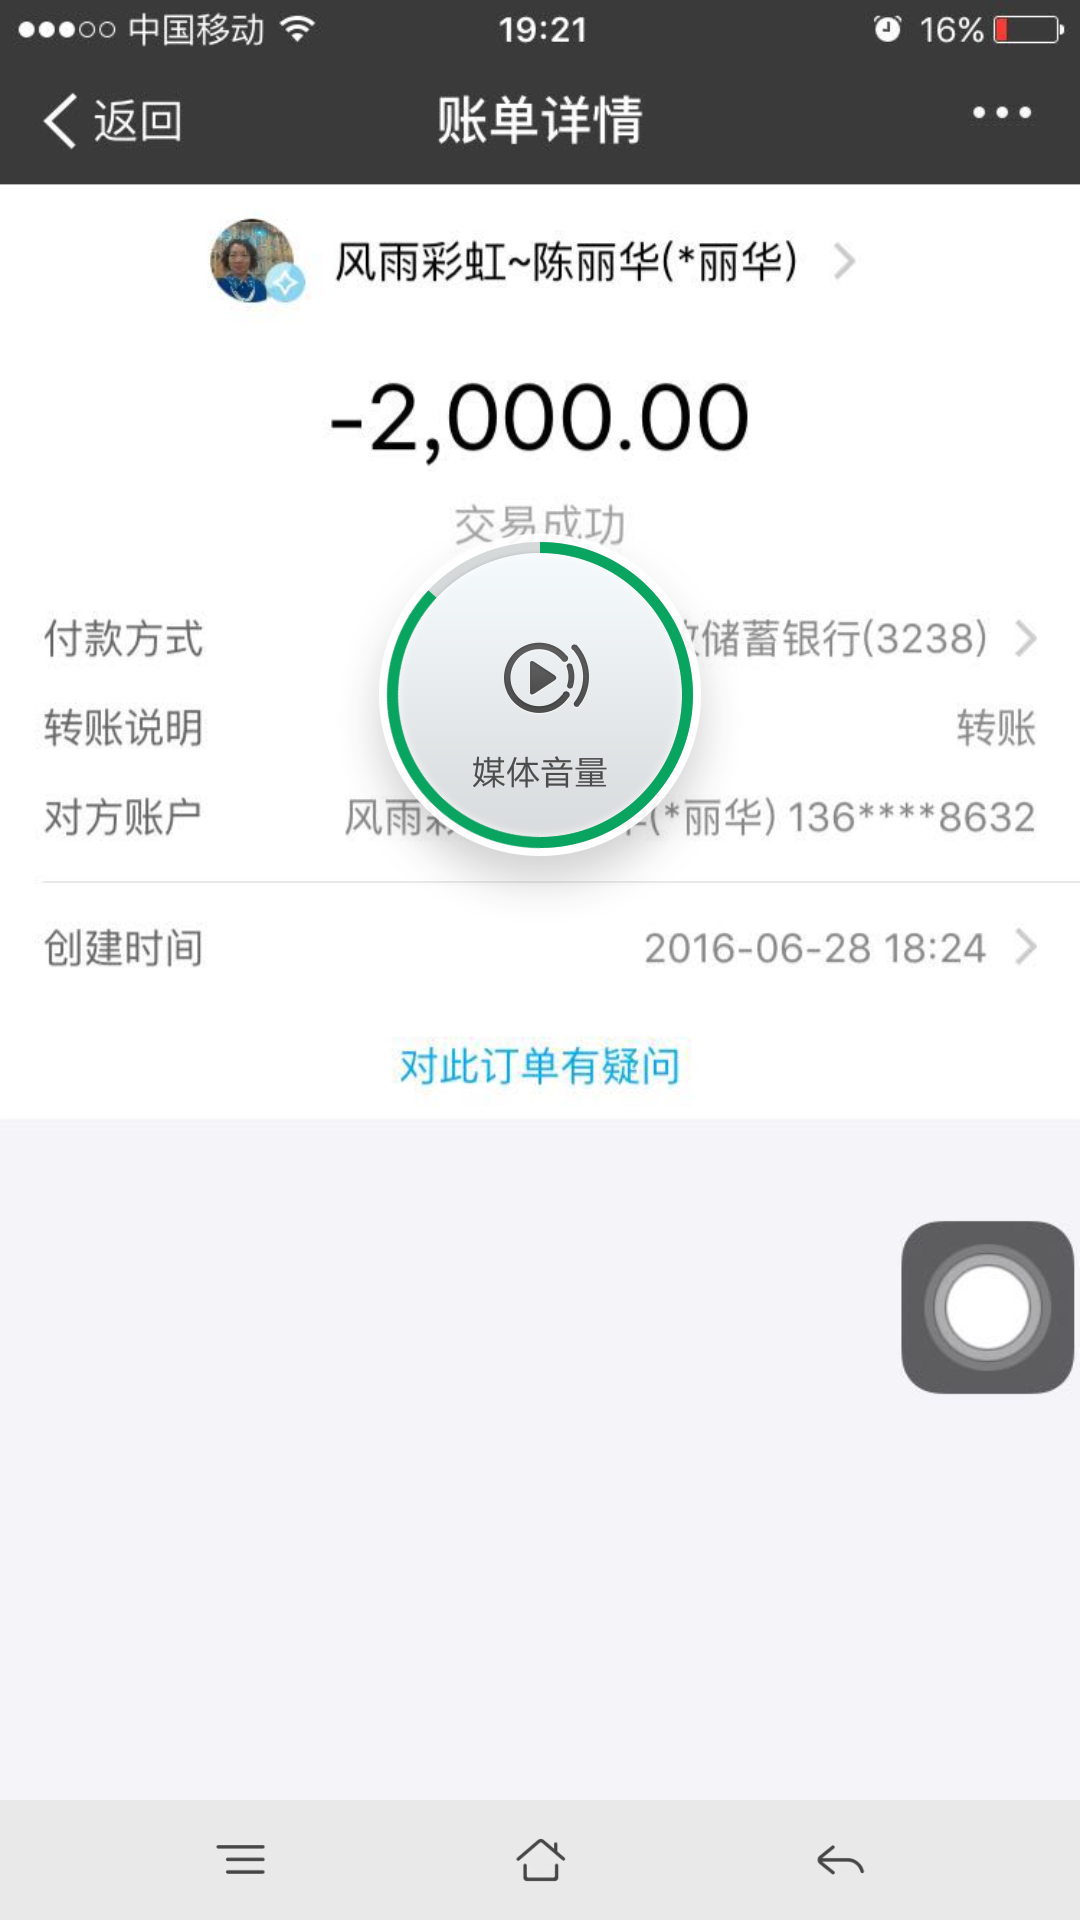 中国移动 19:21 16%
返回 账单详情
风雨彩虹~陈丽华(*丽华)
-2,000.00
交易成功
付款方式 储蓄银行(3238)
转账说明 转账
对方账户 风雨 (*丽华) 136****8632
创建时间 2016-06-28 18:24
对此订单有疑问
媒体音量